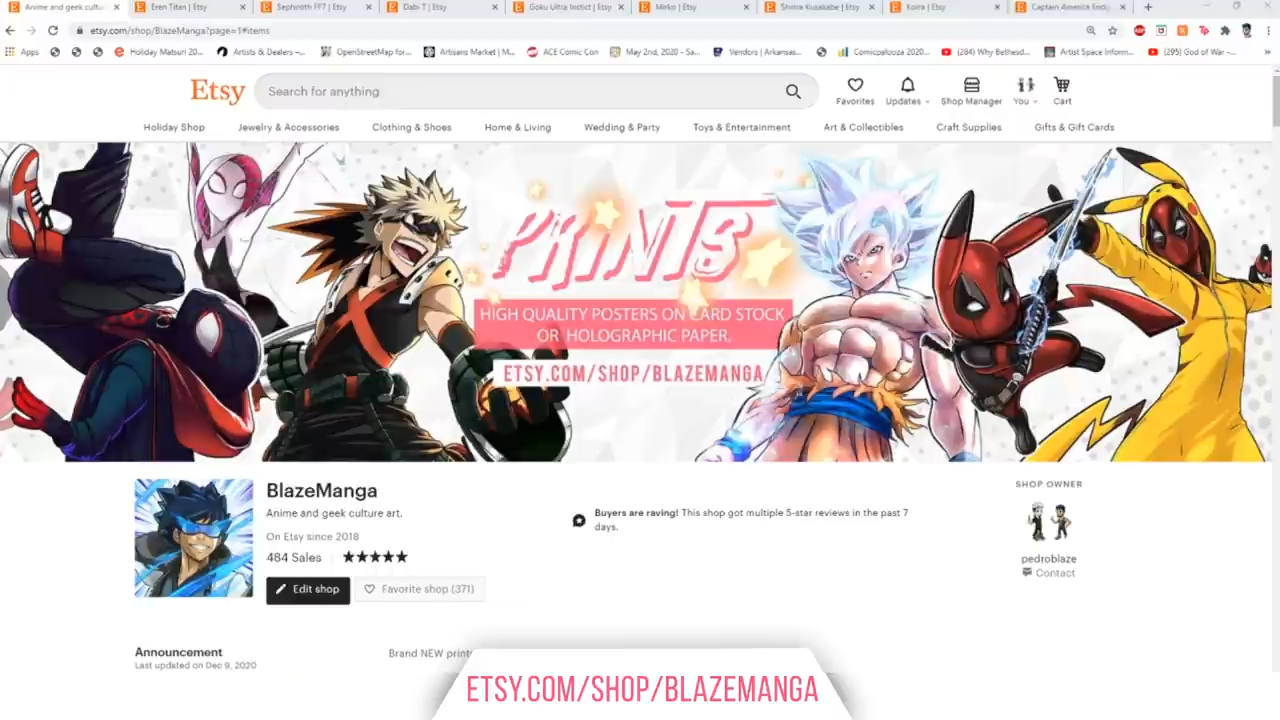 Anime and geek cultu
Eren Titan | Etsy
Sephiroth FF7 | Etsy
Dabi T | Etsy
Goku Ultra Instict | Etsy
Mirko | Etsy
Shinra Kusakabe | Etsy
Koira | Etsy
Captain America Endg
etsy.com/shop/BlazeManga?page=1#items
Apps
Holiday Matsuri 20...
Artists & Dealers –...
OpenStreetMap for...
Artisans Market | M...
ACE Comic Con
May 2nd, 2020 - Sa...
Vendors | Arkansas...
Comicpalooza 2020...
(284) Why Bethesd...
Artist Space Inform...
(295) God of War –...
Etsy
Search for anything
Favorites
Updates
Shop Manager
You
Cart
Holiday Shop
Jewelry & Accessories
Clothing & Shoes
Home & Living
Wedding & Party
Toys & Entertainment
Art & Collectibles
Craft Supplies
Gifts & Gift Cards
PRINTS
HIGH QUALITY POSTERS ON CARD STOCK
OR HOLOGRAPHIC PAPER.
ETSY.COM/SHOP/BLAZEMANGA
BlazeManga
Anime and geek culture art.
On Etsy since 2018
484 Sales
Edit shop
Favorite shop (371)
Buyers are raving! This shop got multiple 5-star reviews in the past 7
days.
SHOP OWNER
pedroblaze
Contact
Announcement
Last updated on Dec 9, 2020
Brand NEW print
ETSY.COM/SHOP/BLAZEMANGA